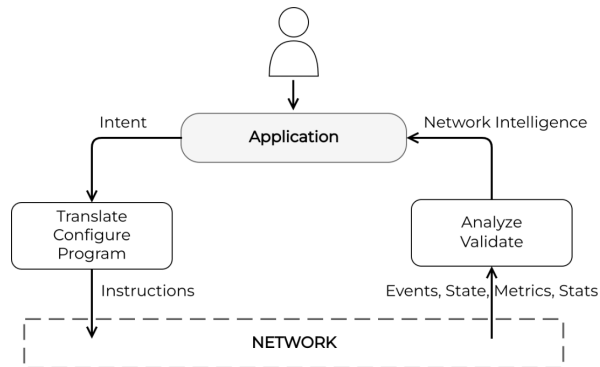 Intent
Network Intelligence
Application
Translate
Configure
Program
Analyze
Validate
Instructions
Events, State, Metrics, Stats
NETWORK